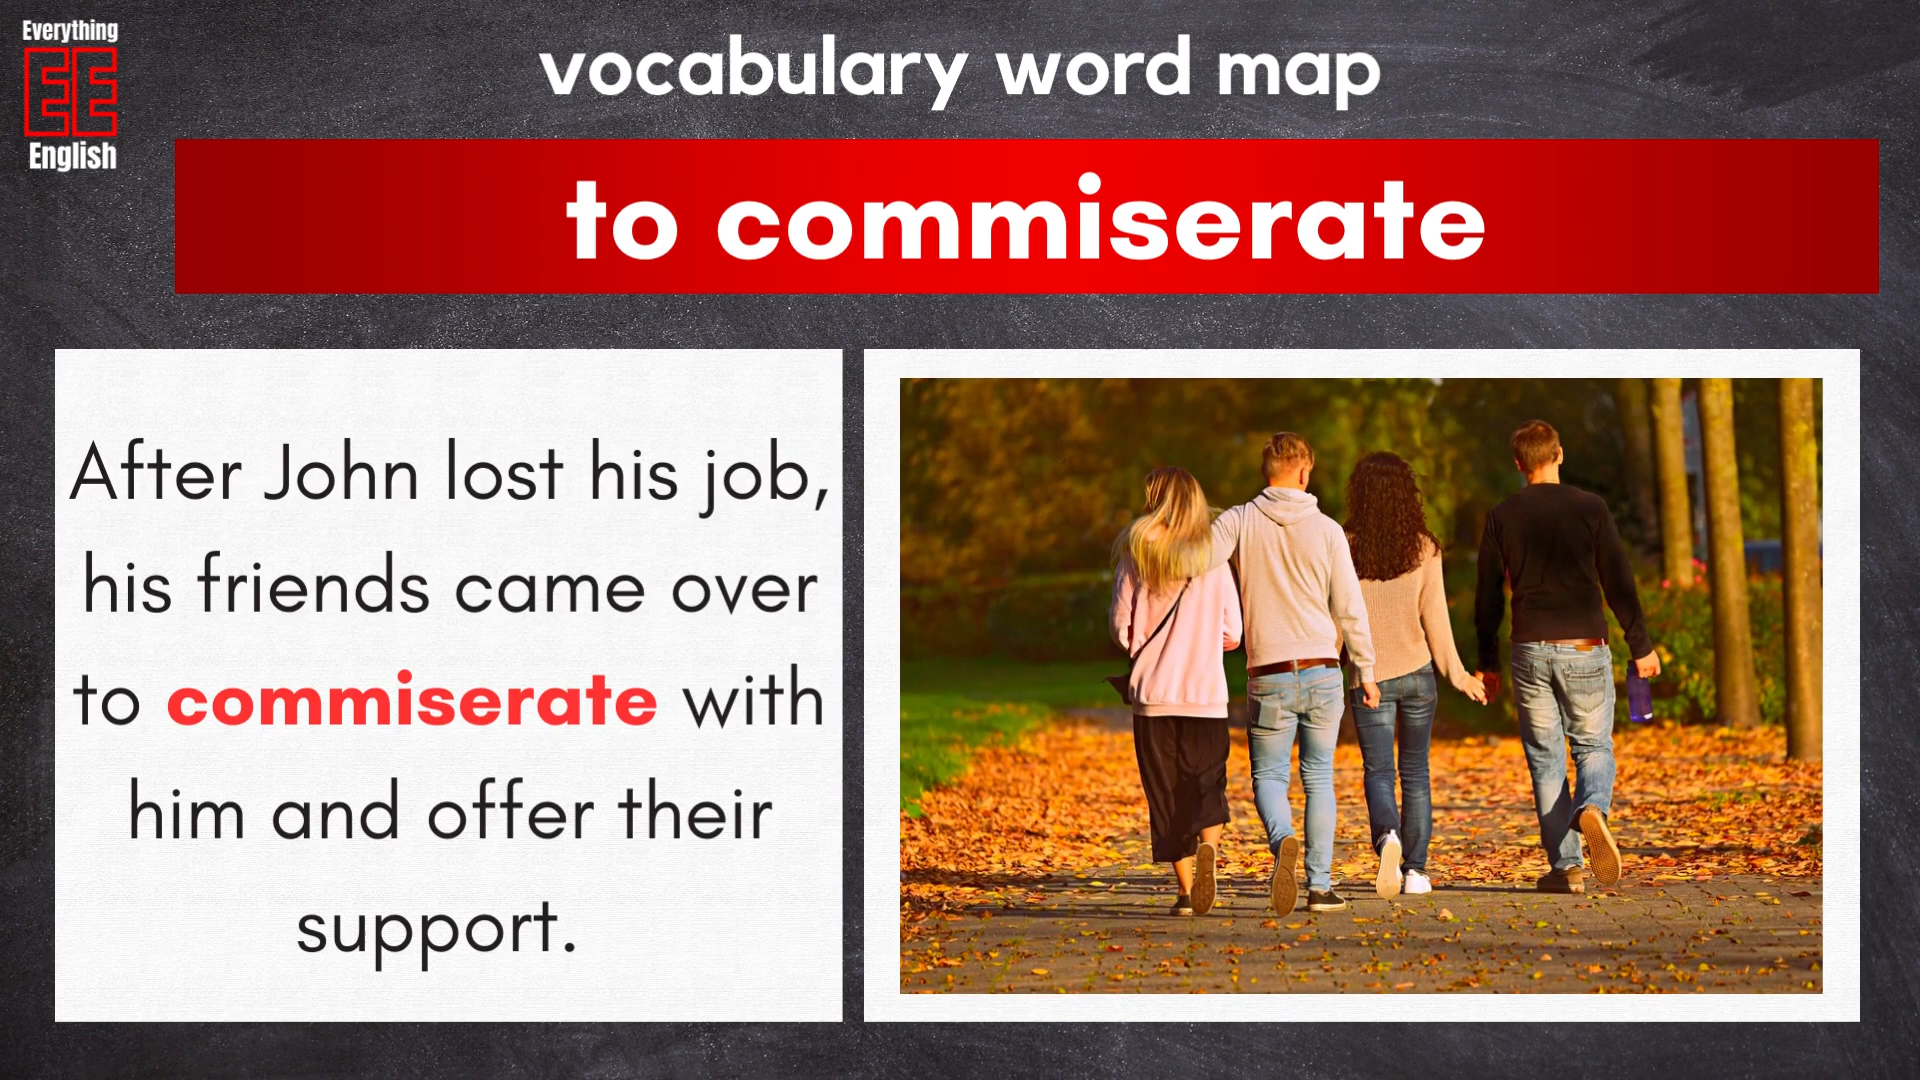 Everything
EE
English
vocabulary word map
to commiserate
After John lost his job,
his friends came over
to commiserate with
him and offer their
support.